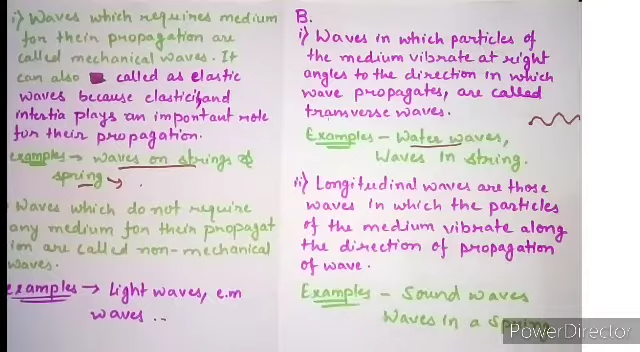 i) Waves which requires medium
for their propagation are
called mechanical waves. It
can also called as elastic
waves because elasticity and
intertia plays an important role
for their propagation.
examples → waves on strings &
spring → .
Waves which do not require
any medium for their propagat
ion are called non-mechanical
waves.
examples → Light waves, e.m
waves ..
B.
i) Waves in which particles of
the medium vibrate at right
angles to the direction in which
wave propagates, are called
transverse waves.
Examples - Water waves,
Waves in string.
ii) Longitudinal waves are those
waves in which the particles
of the medium vibrate along
the direction of propagation
of wave.
Examples - Sound waves
Waves in a spring
PowerDirector